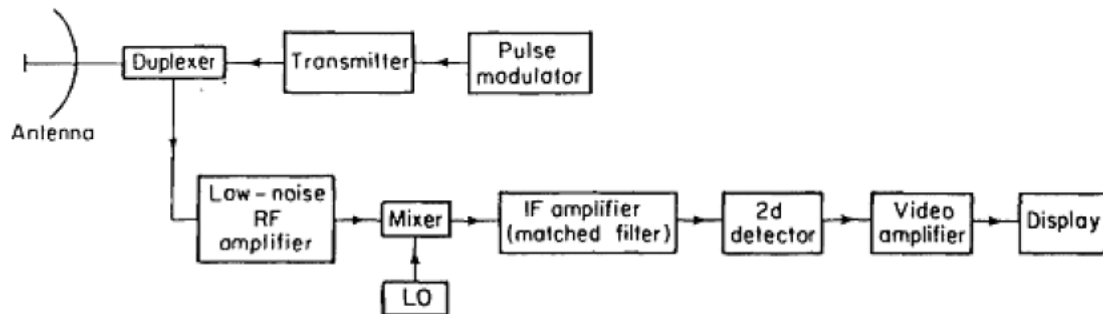 Duplexer
Transmitter
Pulse
modulator
Antenna
Low-noise
RF
amplifier
Mixer
IF amplifier
(matched filter)
2d
detector
Video
amplifier
Display
LO